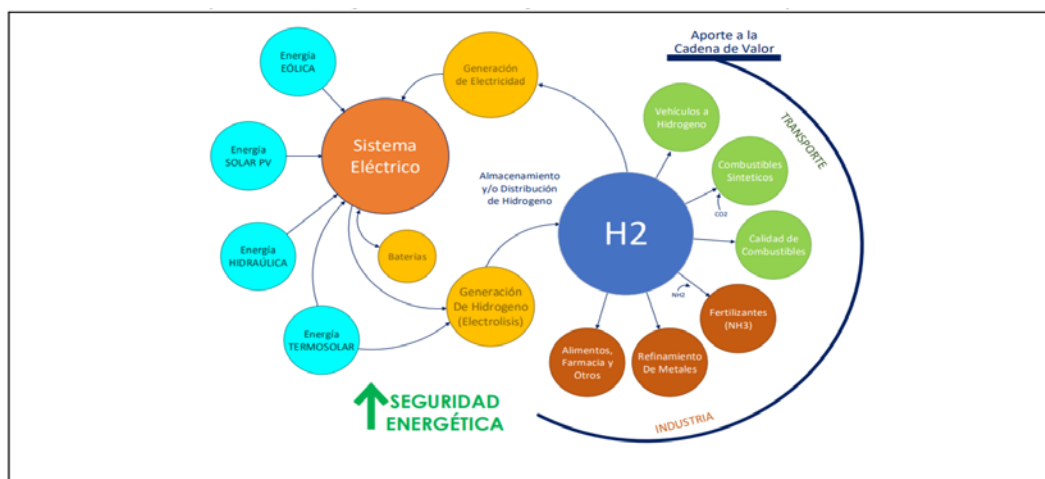 Aporte a la
Cadena de Valor
Energía
EÓLICA
Generación
de Electricidad
Vehículos a
Hidrogeno
TRANSPORTE
Energía
SOLAR PV
Sistema
Eléctrico
Combustibles
Sinteticos
CO2
Almacenamiento
y/o Distribución
de Hidrogeno
H2
Calidad de
Combustibles
Energía
HIDRAÚLICA
Baterías
Generación
De Hidrogeno
(Electrolisis)
NH2
Fertilizantes
(NH3)
Energía
TERMOSOLAR
Alimentos,
Farmacia y
Otros
Refinamiento
De Metales
SEGURIDAD
ENERGÉTICA
INDUSTRIA